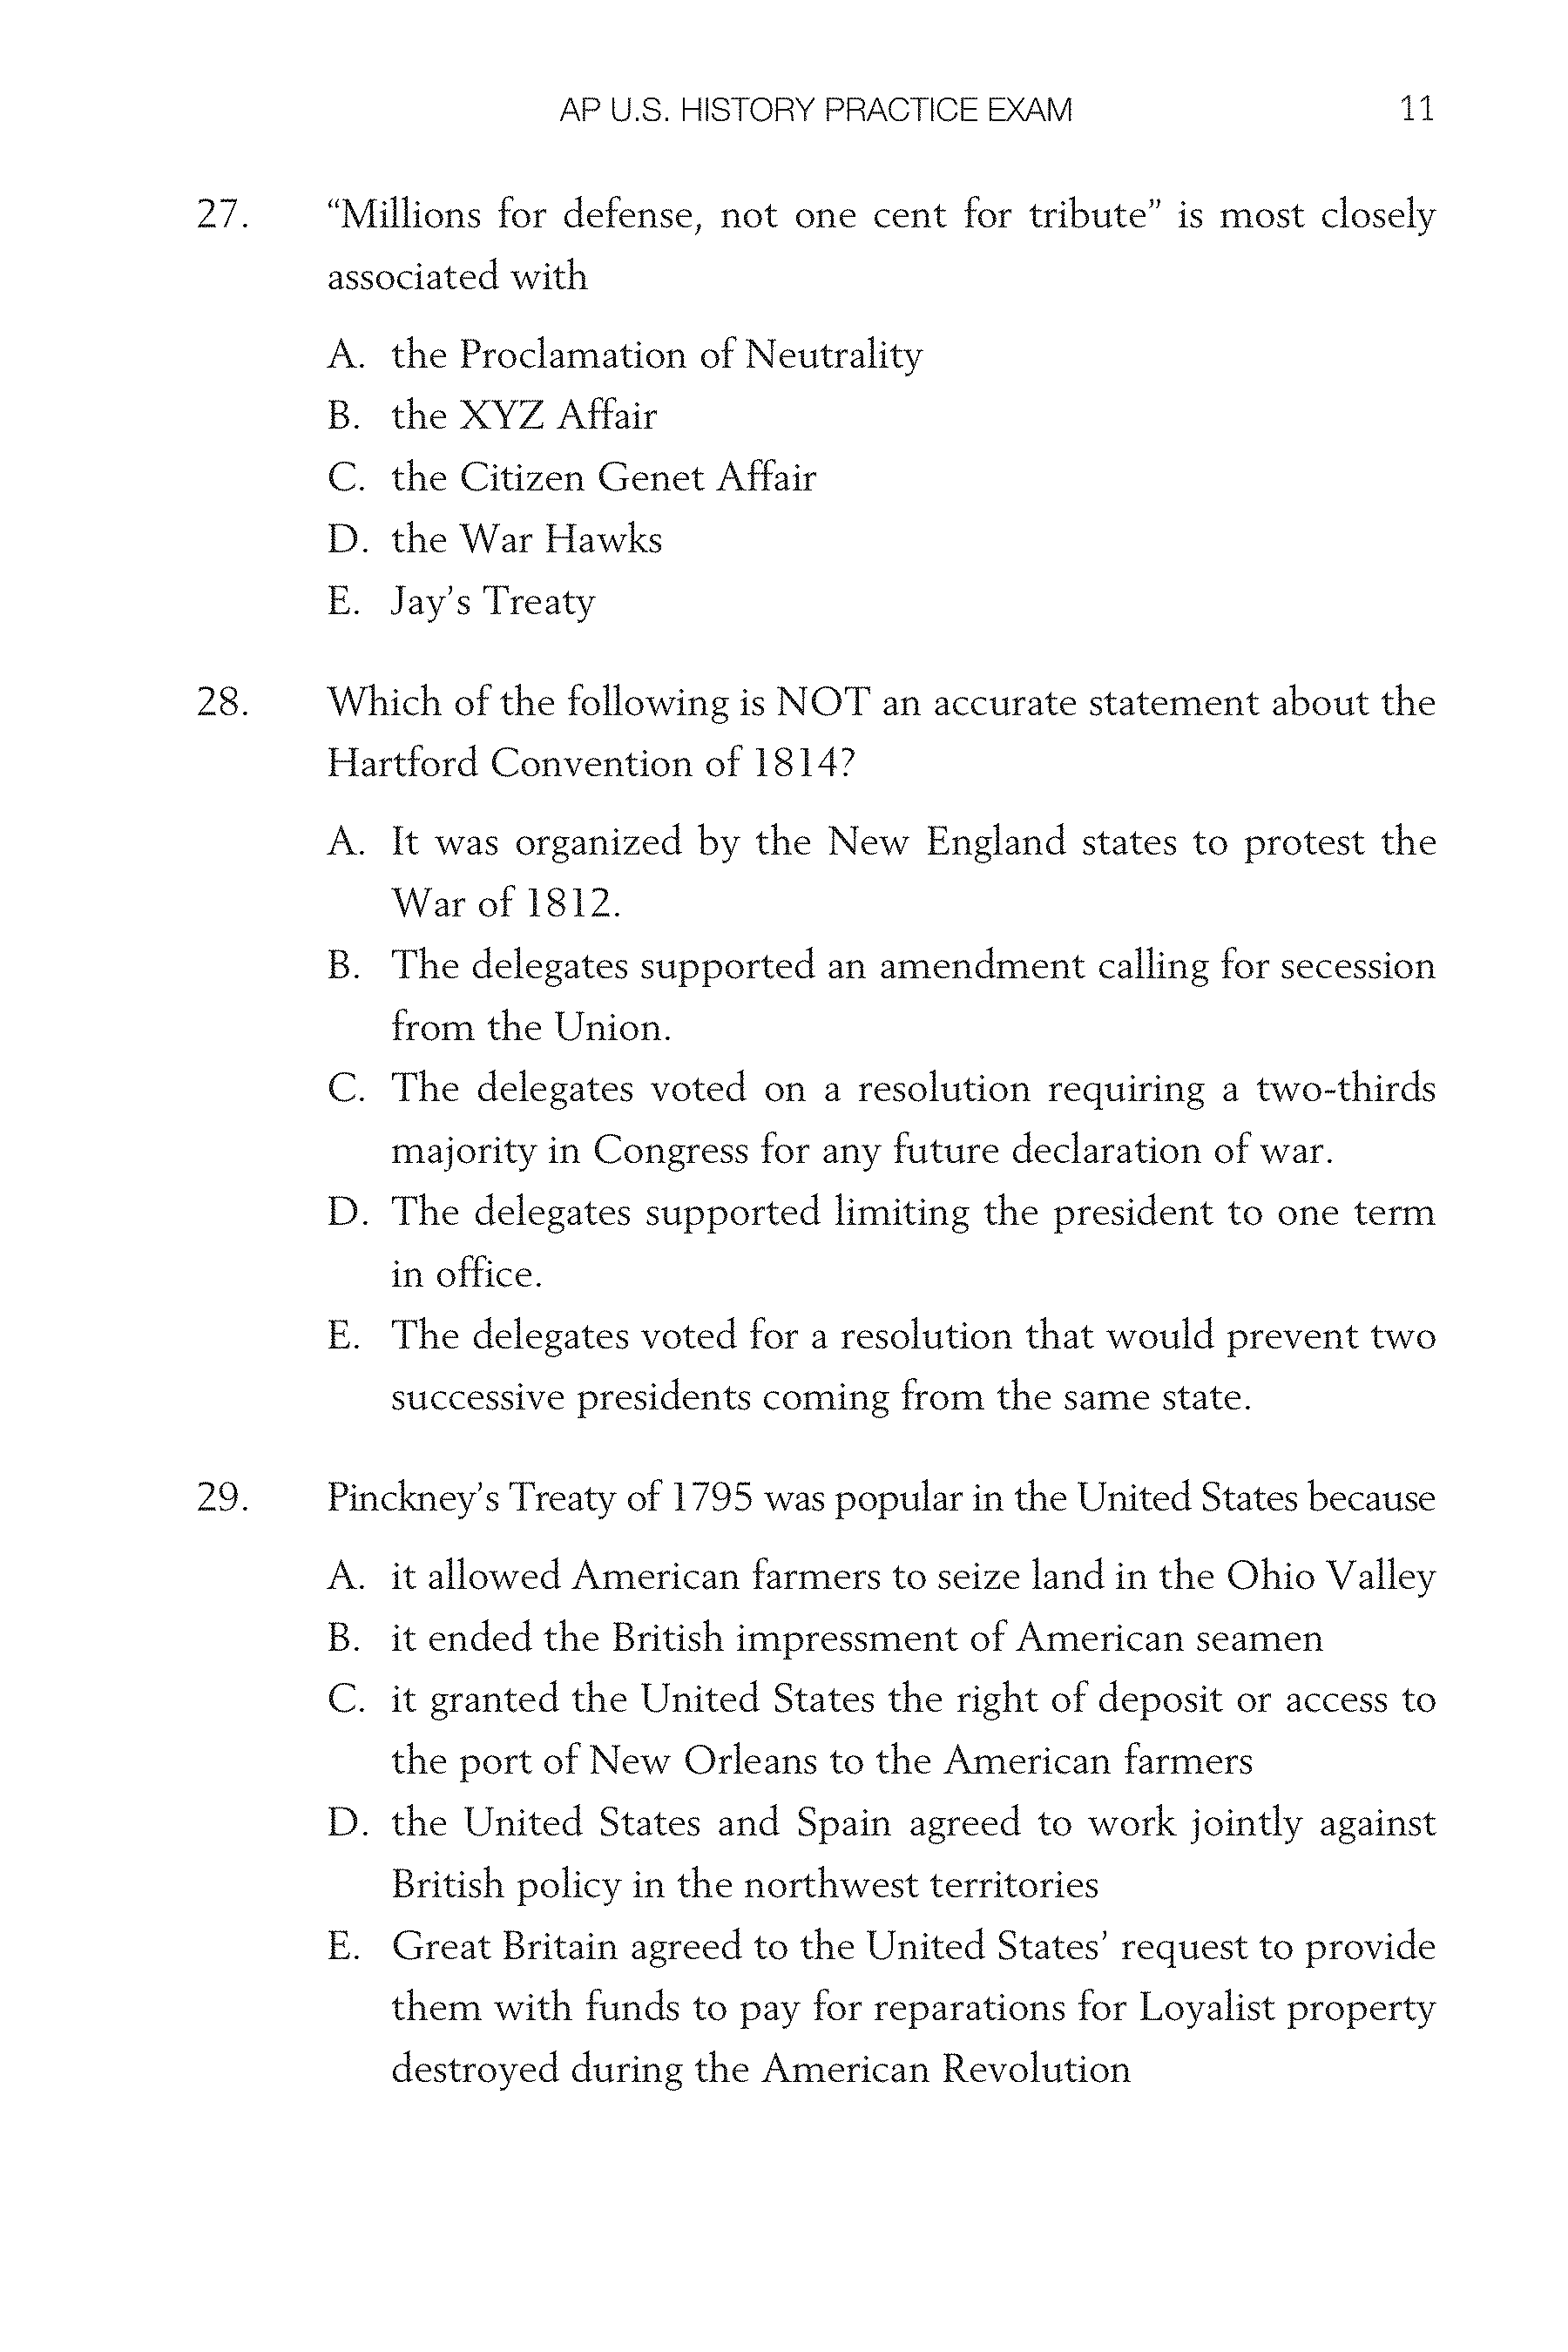 AP U.S. HISTORY PRACTICE EXAM 11
27. “Millions for defense, not one cent for tribute” is most closely
associated with
A. the Proclamation of Neutrality
B. the XYZ Affair
C. the Citizen Genet Affair
D. the War Hawks
E. Jay’s Treaty
28. Which of the following is NOT an accurate statement about the
Hartford Convention of 1814?
A. It was organized by the New England states to protest the
War of 1812.
B. The delegates supported an amendment calling for secession
from the Union.
C. The delegates voted on a resolution requiring a two-thirds
majority in Congress for any future declaration of war.
D. The delegates supported limiting the president to one term
in office.
E. The delegates voted for a resolution that would prevent two
successive presidents coming from the same state.
29. Pinckney’s Treaty of 1795 was popular in the United States because
A. it allowed American farmers to seize land in the Ohio Valley
B. it ended the British impressment of American seamen
C. it granted the United States the right of deposit or access to
the port of New Orleans to the American farmers
D. the United States and Spain agreed to work jointly against
British policy in the northwest territories
E. Great Britain agreed to the United States’ request to provide
them with funds to pay for reparations for Loyalist property
destroyed during the American Revolution